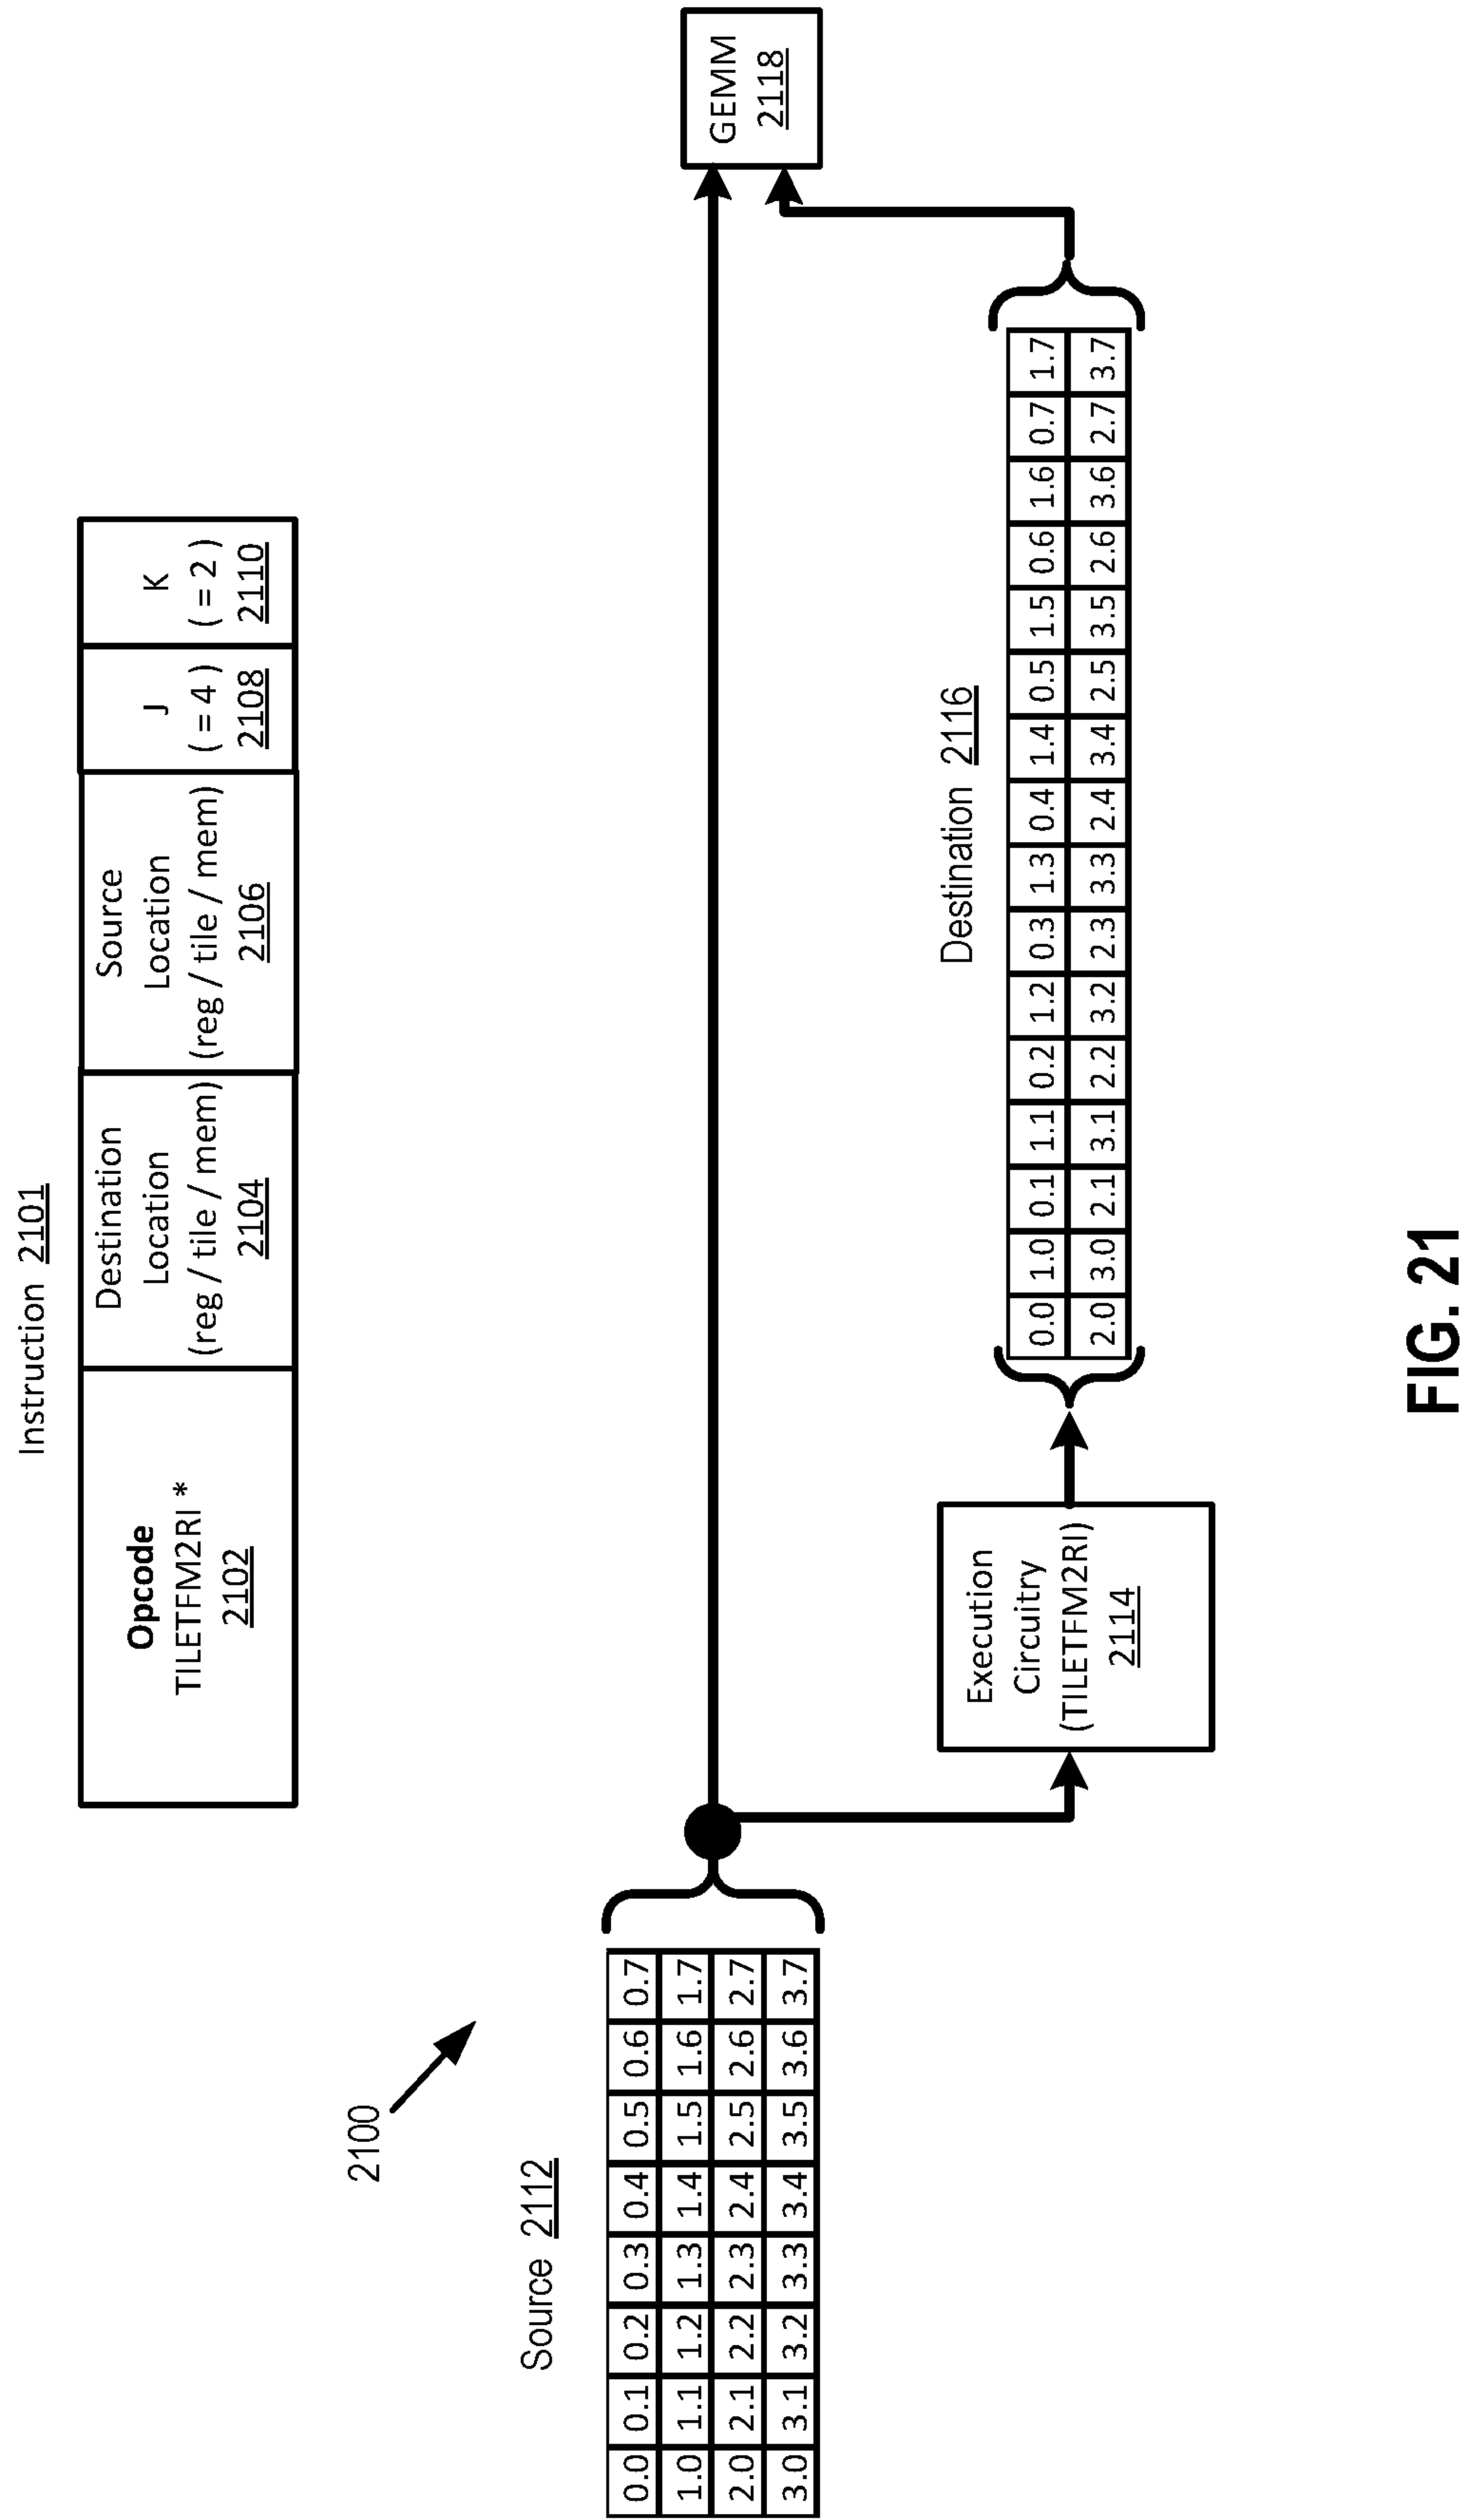 Instruction 2101
Opcode
TILETFM2RI *
2102
Destination
Location
(reg / tile / mem)
2104
Source
Location
(reg / tile / mem)
2106
J
( = 4 )
2108
K
( = 2 )
2110
2100
Source 2112
0.0 0.1 0.2 0.3 0.4 0.5 0.6 0.7
1.0 1.1 1.2 1.3 1.4 1.5 1.6 1.7
2.0 2.1 2.2 2.3 2.4 2.5 2.6 2.7
3.0 3.1 3.2 3.3 3.4 3.5 3.6 3.7
GEMM
2118
Execution
Circuitry
(TILETFM2RI)
2114
Destination 2116
0.0 1.0 0.1 1.1 0.2 1.2 0.3 1.3 0.4 1.4 0.5 1.5 0.6 1.6 0.7 1.7
2.0 3.0 2.1 3.1 2.2 3.2 2.3 3.3 2.4 3.4 2.5 3.5 2.6 3.6 2.7 3.7
FIG. 21